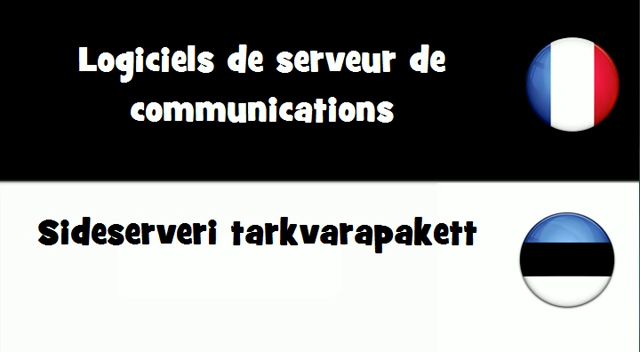 Logiciels de serveur de
communications
Sideserveri tarkvarapakett